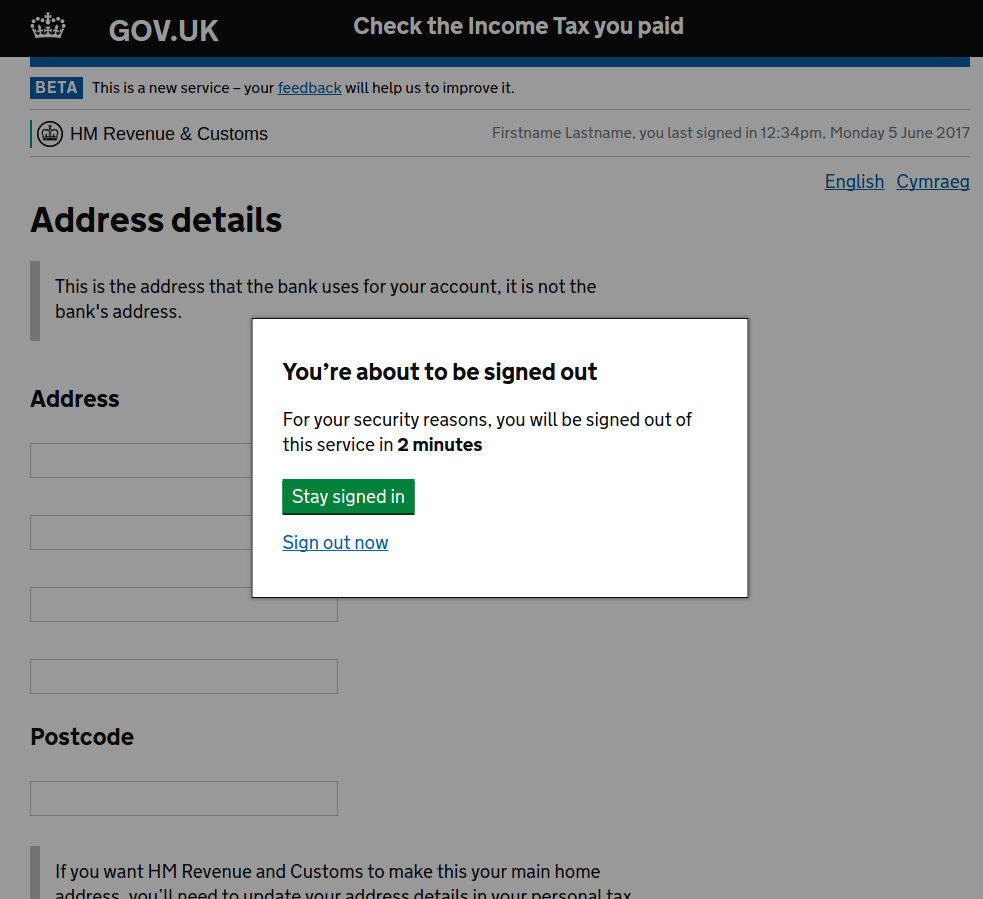 GOV.UK
Check the Income Tax you paid
BETA This is a new service – your feedback will help us to improve it.
HM Revenue & Customs
Firstname Lastname, you last signed in 12:34pm, Monday 5 June 2017
English Cymraeg
Address details
This is the address that the bank uses for your account, it is not the
bank's address.
You’re about to be signed out
For your security reasons, you will be signed out of
this service in 2 minutes
Stay signed in
Sign out now
Address
Postcode
If you want HM Revenue and Customs to make this your main home
address, you’ll need to update your address details in your personal tax